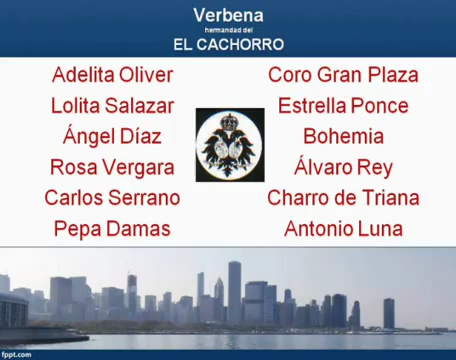 Verbena
hermandad del
EL CACHORRO
Adelita Oliver
Lolita Salazar
Ángel Díaz
Rosa Vergara
Carlos Serrano
Pepa Damas
Coro Gran Plaza
Estrella Ponce
Bohemia
Álvaro Rey
Charro de Triana
Antonio Luna
fppt.com